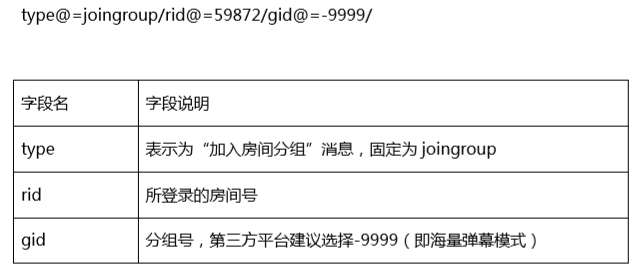 type@=joingroup/rid@=59872/gid@=-9999/
字段名 字段说明
type 表示为“加入房间分组”消息，固定为 joingroup
rid 所登录的房间号
gid 分组号，第三方平台建议选择-9999（即海量弹幕模式）